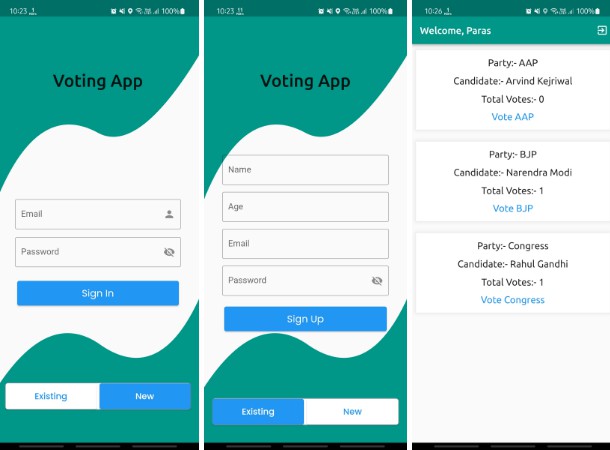 10:23
100%
Voting App
Email
Password
Sign In
Existing
New
10:23
100%
Voting App
Name
Age
Email
Password
Sign Up
Existing
New
10:26
100%
Welcome, Paras
Party:- AAP
Candidate:- Arvind Kejriwal
Total Votes:- 0
Vote AAP
Party:- BJP
Candidate:- Narendra Modi
Total Votes:- 1
Vote BJP
Party:- Congress
Candidate:- Rahul Gandhi
Total Votes:- 1
Vote Congress